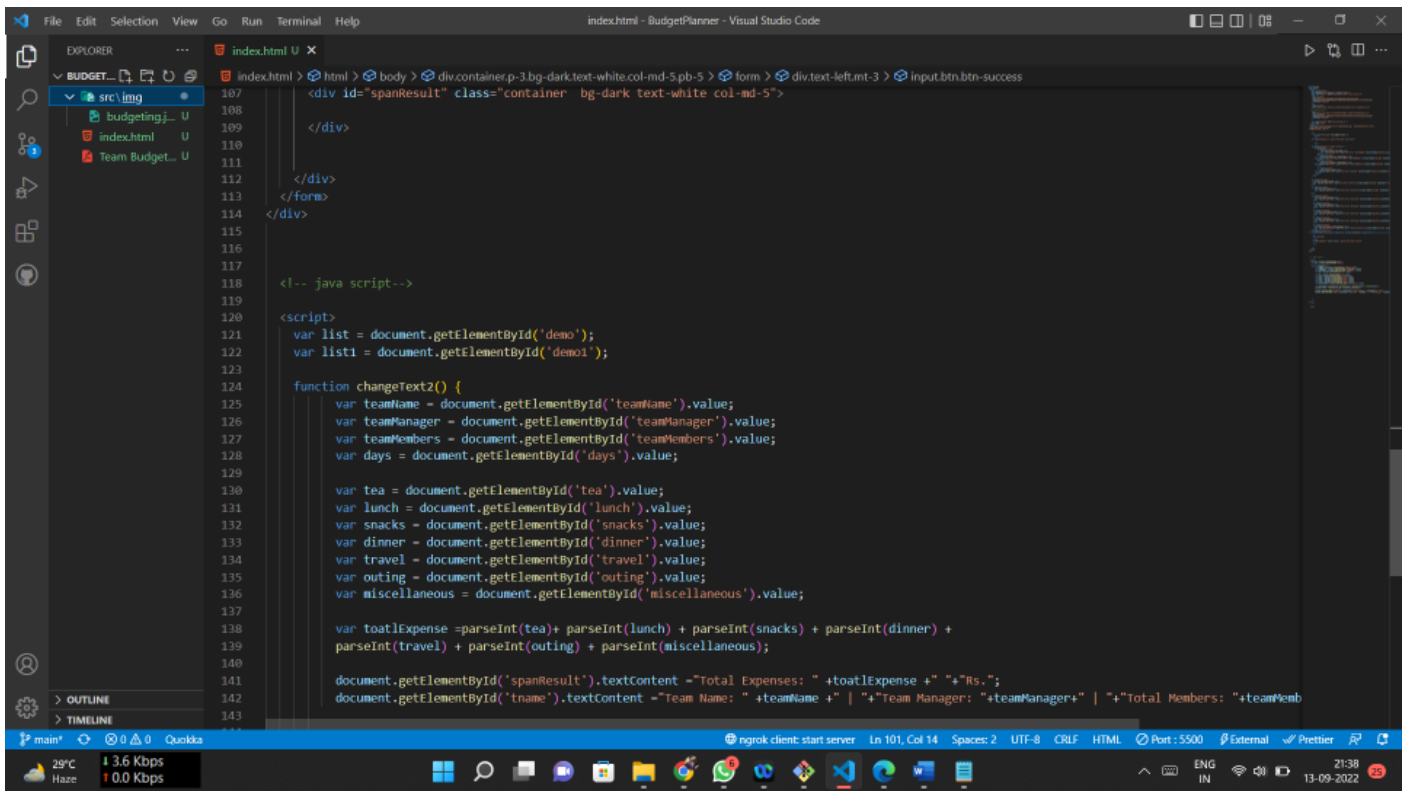 File Edit Selection View Go Run Terminal Help
index.html - BudgetPlanner - Visual Studio Code
EXPLORER
index.html U
BUDGET...
index.html > html > body > div.container.p-3.bg-dark.text-white.col-md-5.pb-5 > form > div.text-left.mt-3 > input.btn.btn-success
src\img
budgeting.j... U
index.html U
Team Budget... U
107 <div id="spanResult" class="container  bg-dark text-white col-md-5">
108
109 </div>
110
111
112 </div>
113 </form>
114 </div>
115
116
117
118 <!-- java script-->
119
120 <script>
121 var list = document.getElementById('demo');
122 var list1 = document.getElementById('demo1');
123
124 function changeText2() {
125 var teamName = document.getElementById('teamName').value;
126 var teamManager = document.getElementById('teamManager').value;
127 var teamMembers = document.getElementById('teamMembers').value;
128 var days = document.getElementById('days').value;
129
130 var tea = document.getElementById('tea').value;
131 var lunch = document.getElementById('lunch').value;
132 var snacks = document.getElementById('snacks').value;
133 var dinner = document.getElementById('dinner').value;
134 var travel = document.getElementById('travel').value;
135 var outing = document.getElementById('outing').value;
136 var miscellaneous = document.getElementById('miscellaneous').value;
137
138 var toatlExpense =parseInt(tea)+ parseInt(lunch) + parseInt(snacks) + parseInt(dinner) +
139 parseInt(travel) + parseInt(outing) + parseInt(miscellaneous);
140
141 document.getElementById('spanResult').textContent ="Total Expenses: " +toatlExpense +" "+"Rs.";
142 document.getElementById('tname').textContent ="Team Name: " +teamName +" | "+"Team Manager: "+teamManager+" | "+"Total Members: "+teamMemb
143
OUTLINE
TIMELINE
main* 0 0 Quokka
ngrok client: start server Ln 101, Col 14 Spaces: 2 UTF-8 CRLF HTML Port : 5500 External Prettier
29°C
Haze
3.6 Kbps
0.0 Kbps
ENG
IN
21:38
13-09-2022
25